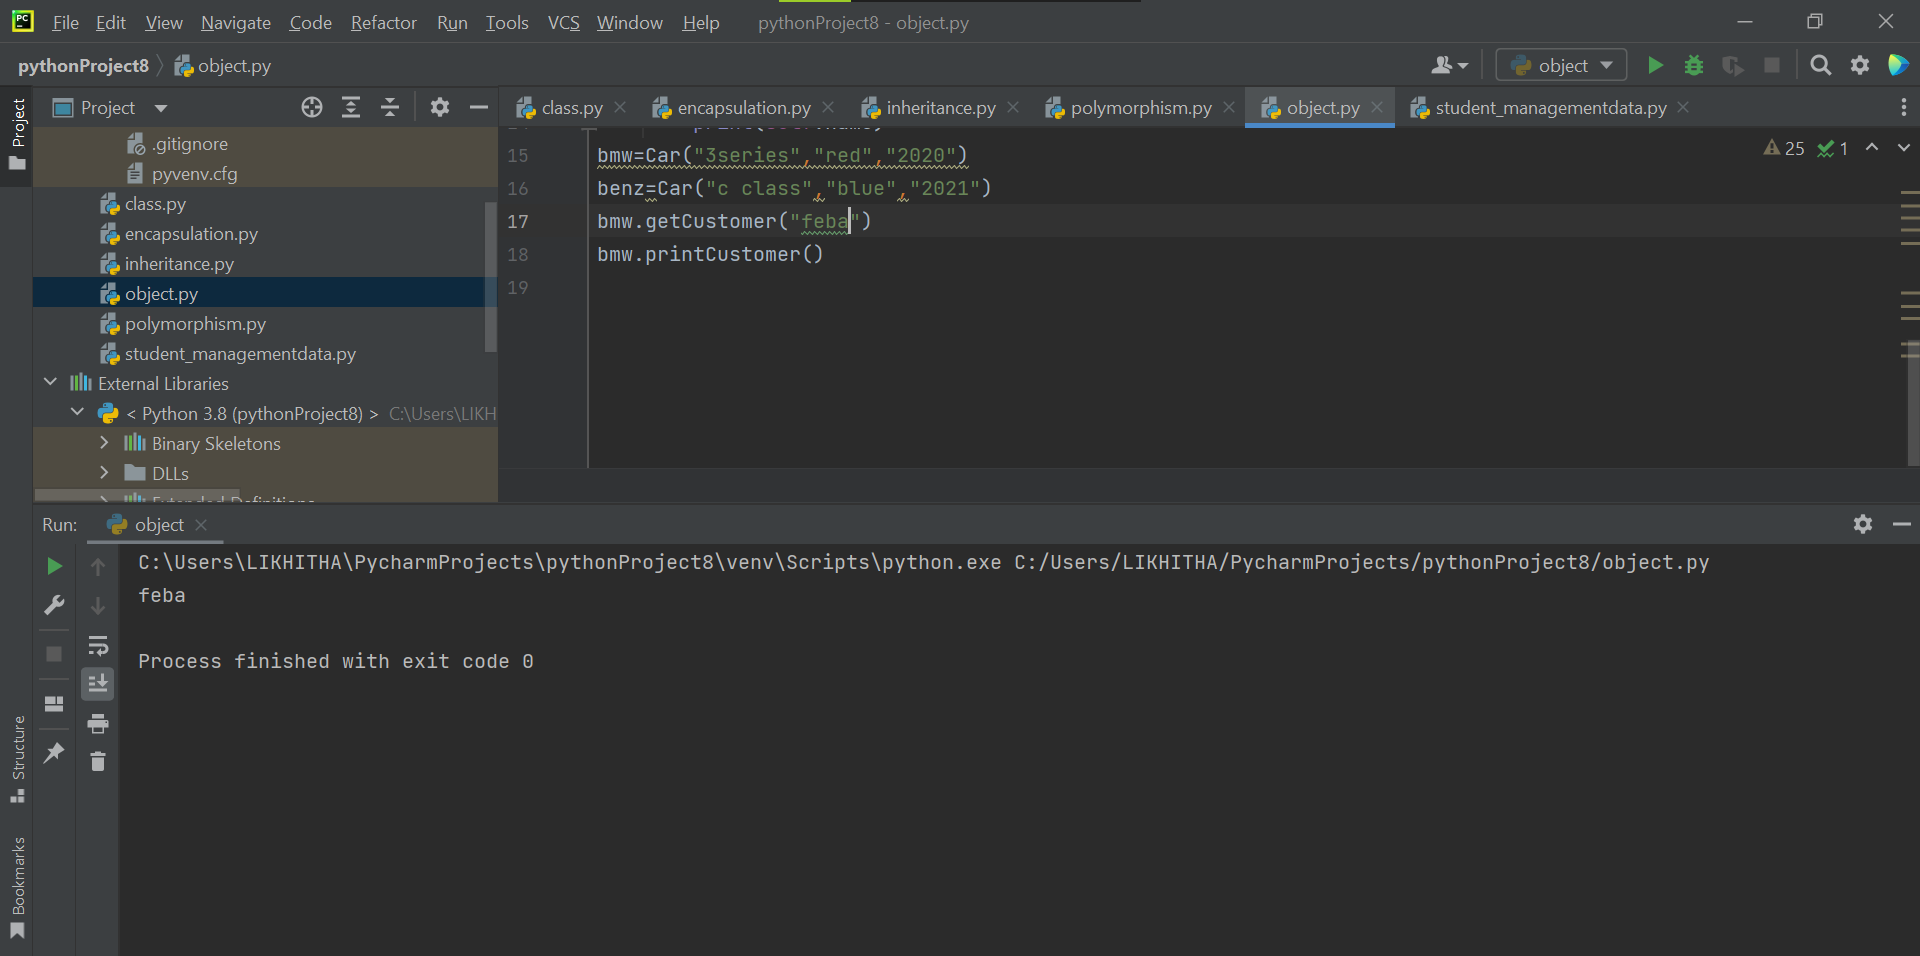 PC File Edit View Navigate Code Refactor Run Tools VCS Window Help pythonProject8 - object.py
pythonProject8 object.py object
Project
Project
class.py encapsulation.py inheritance.py polymorphism.py object.py student_managementdata.py
.gitignore
pyvenv.cfg
class.py
encapsulation.py
inheritance.py
object.py
polymorphism.py
student_managementdata.py
External Libraries
< Python 3.8 (pythonProject8) > C:\Users\LIKH
Binary Skeletons
DLLs
Extended Definitions
15 bmw=Car("3series","red","2020")
16 benz=Car("c class","blue","2021")
17 bmw.getCustomer("feba")
18 bmw.printCustomer()
19
25 1
Run: object
C:\Users\LIKHITHA\PycharmProjects\pythonProject8\venv\Scripts\python.exe C:/Users/LIKHITHA/PycharmProjects/pythonProject8/object.py
feba
Process finished with exit code 0
Structure
Bookmarks